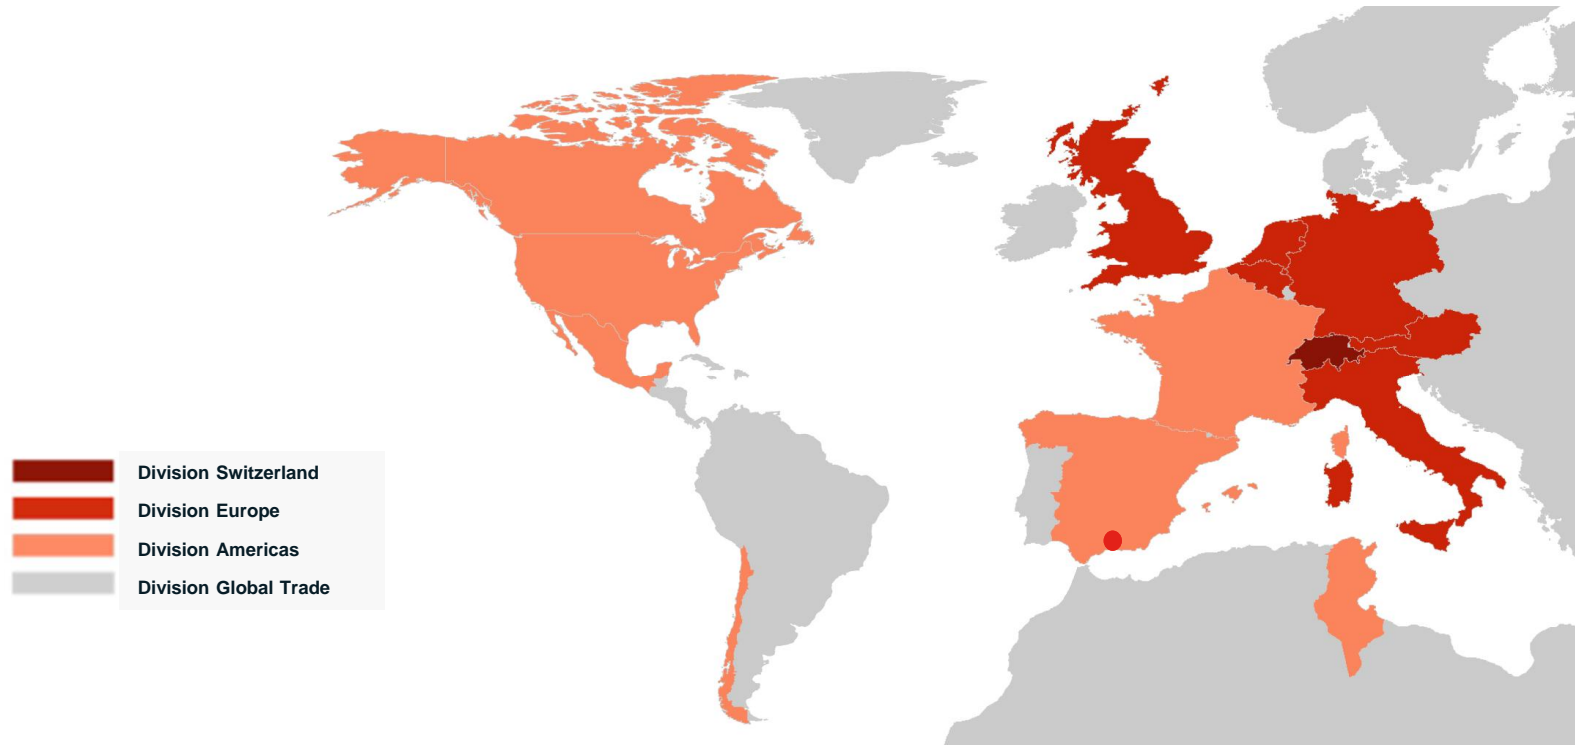 Division Switzerland
Division Europe
Division Americas
Division Global Trade